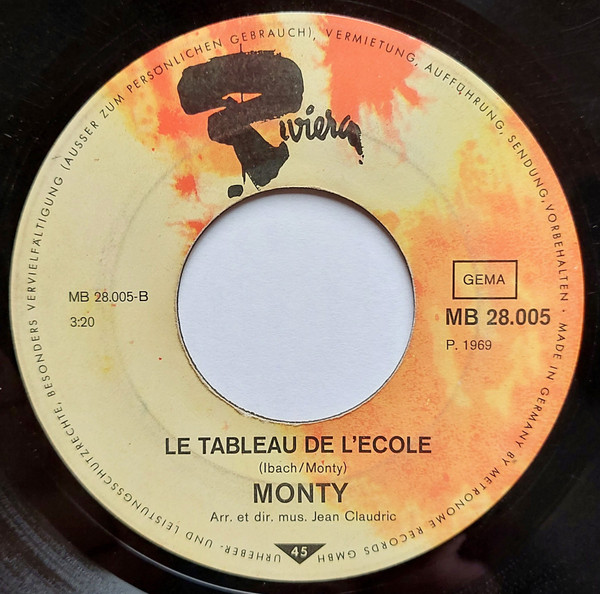 Riviera
URHEBER- UND LEISTUNGSSCHUTZRECHTE, BESONDERS VERVIELFÄLTIGUNG (AUSSER ZUM PERSÖNLICHEN GEBRAUCH), VERMIETUNG, AUFFÜHRUNG, SENDUNG, VORBEHALTEN · MADE IN GERMANY BY METRONOME RECORDS GMBH
MB 28.005-B
3:20
GEMA
MB 28.005
P. 1969
LE TABLEAU DE L'ECOLE
(Ibach/Monty)
MONTY
Arr. et dir. mus. Jean Claudric
45